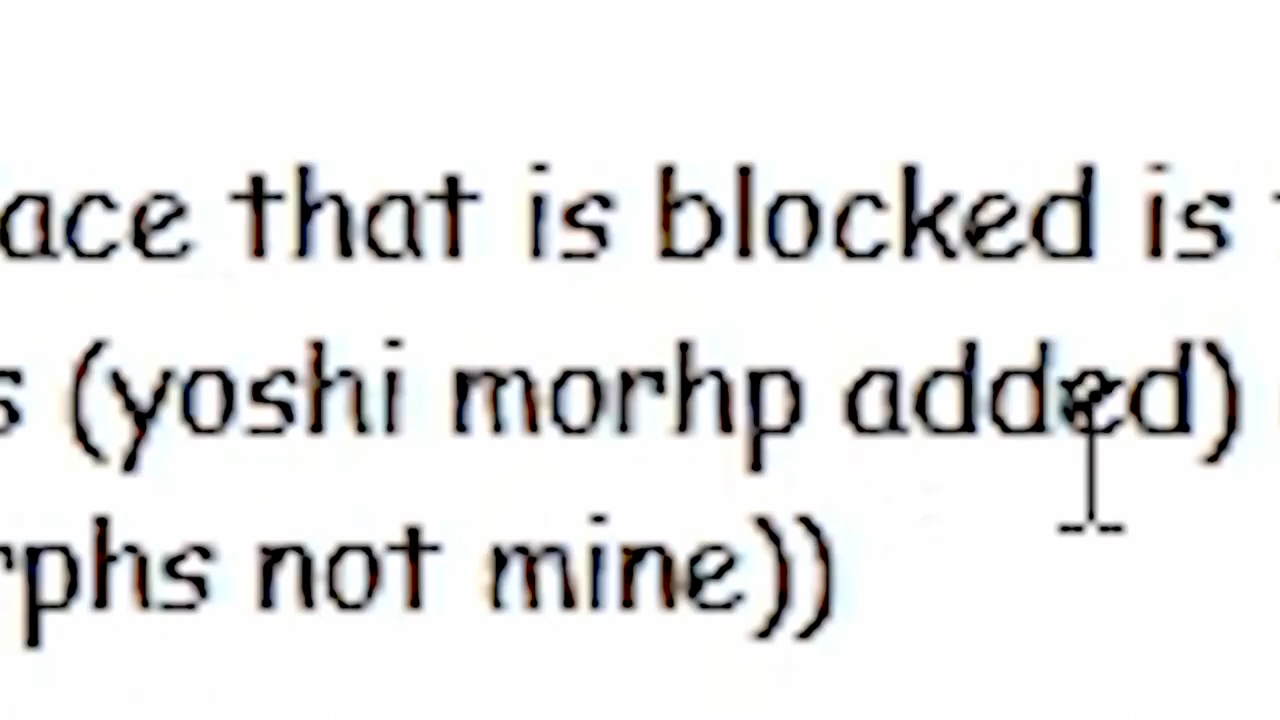 ace that is blocked is
s (yoshi morhp added)
rphs not mine))